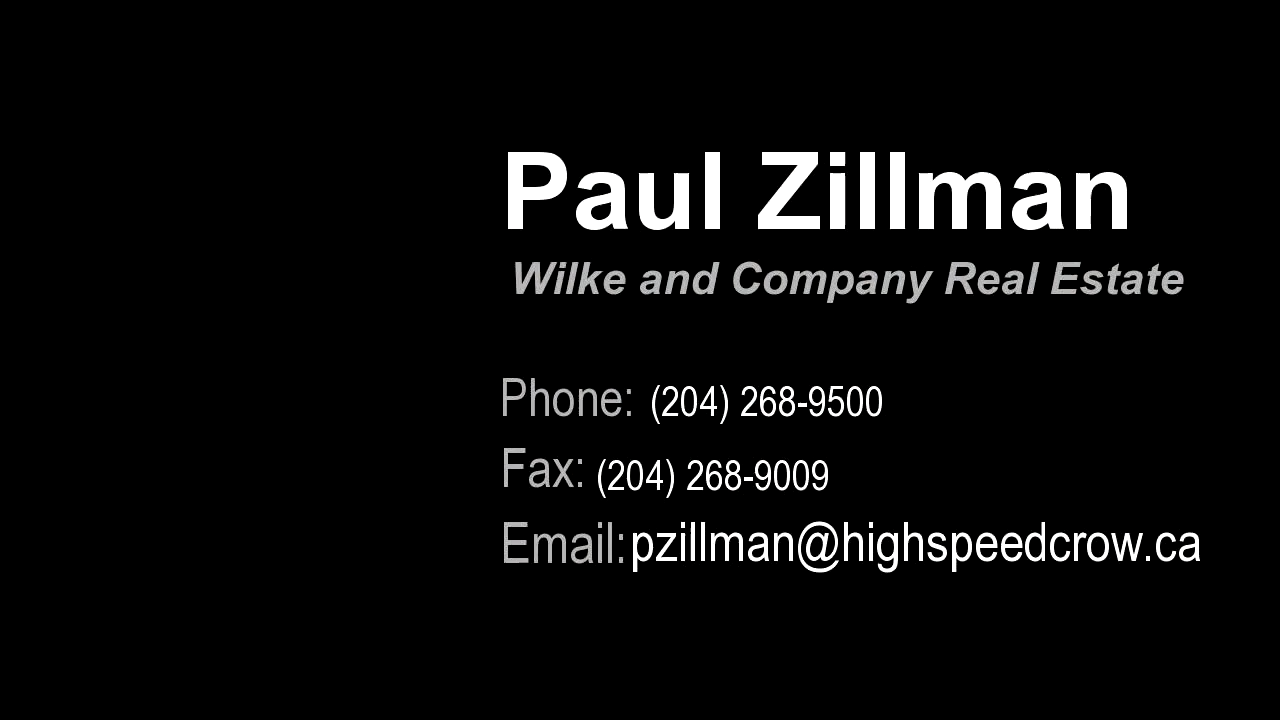 Paul Zillman
Wilke and Company Real Estate
Phone: (204) 268-9500
Fax: (204) 268-9009
Email: pzillman@highspeedcrow.ca